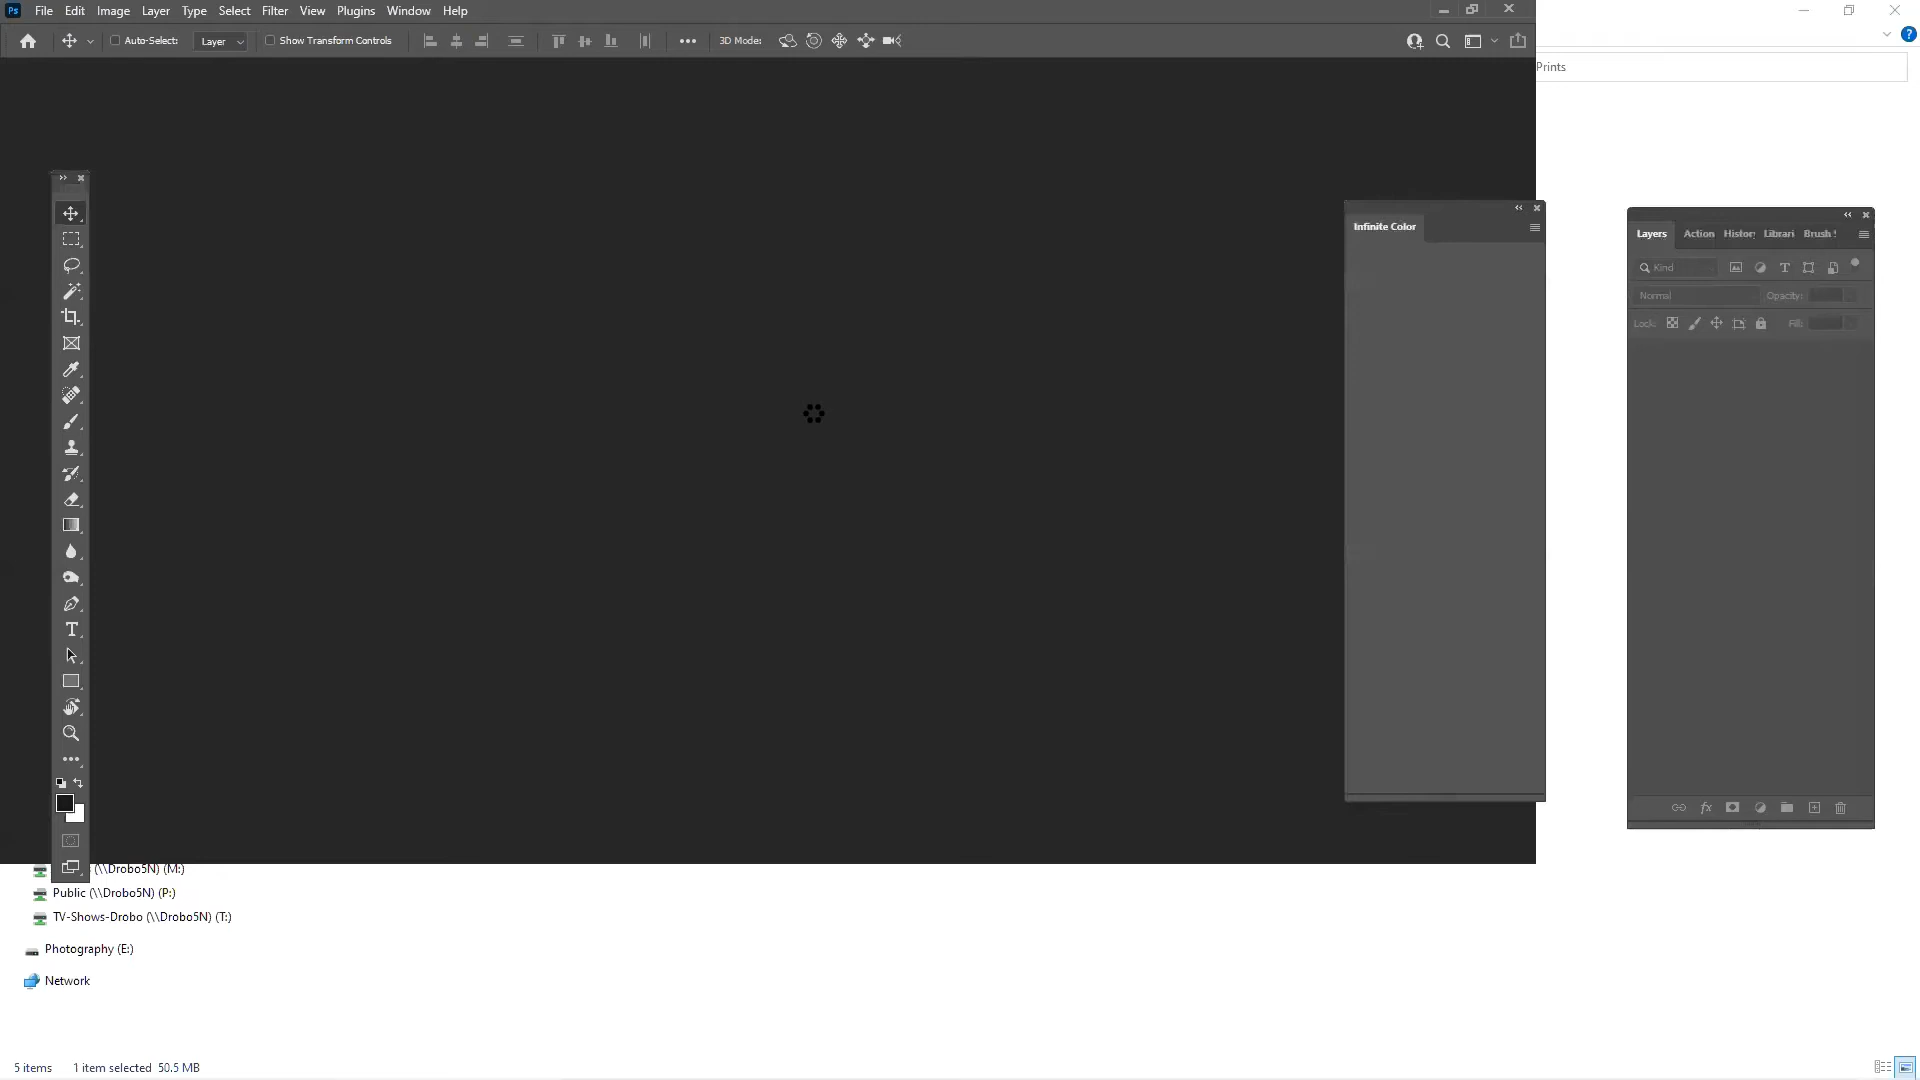 Ps File Edit Image Layer Type Select Filter View Plugins Window Help
Auto-Select: Layer Show Transform Controls 3D Mode:
?
Prints
Infinite Color
Layers Action Histor Librari Brush
Kind
Normal Opacity:
Lock: Fill:
(\\Drobo5N) (M:)
Public (\\Drobo5N) (P:)
TV-Shows-Drobo (\\Drobo5N) (T:)
Photography (E:)
Network
5 items 1 item selected 50.5 MB